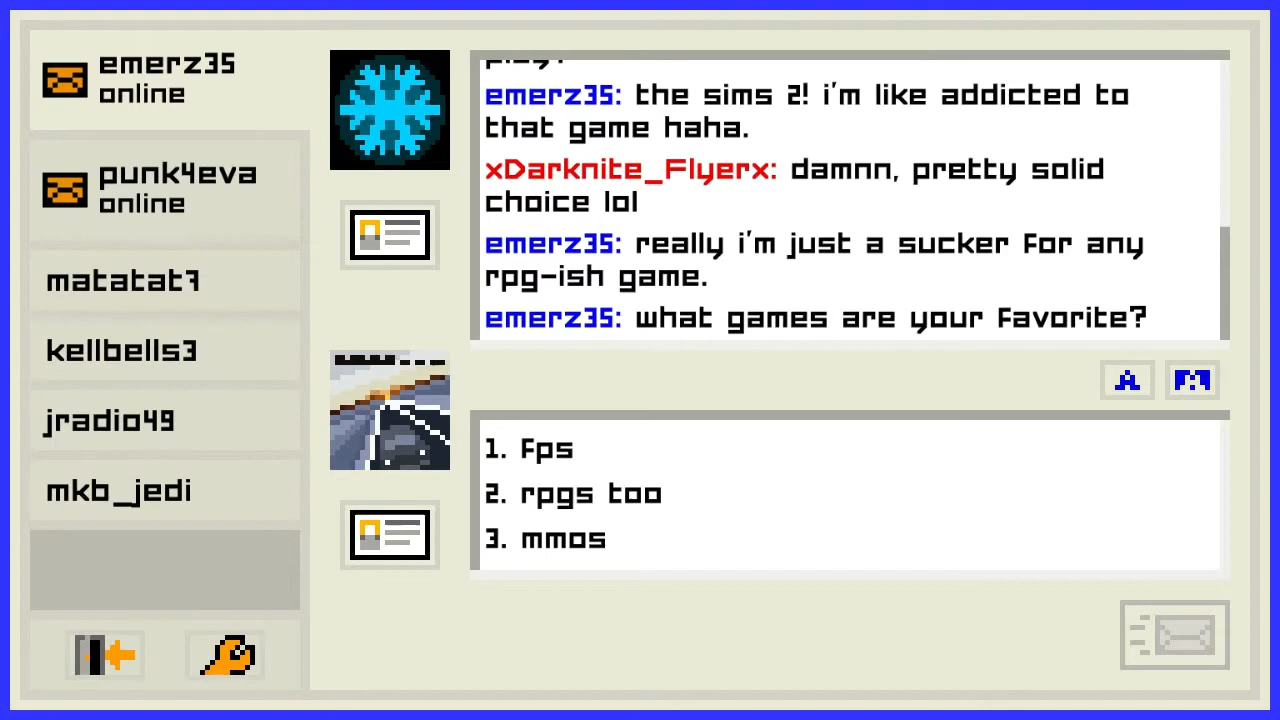 emerz35
online
punk4eva
online
matatat7
kellbells3
jradio49
mkb_jedi
emerz35: the sims 2! i'm like addicted to
that game haha.
xDarknite_Flyerx: damnn, pretty solid
choice lol
emerz35: really i'm just a sucker for any
rpg-ish game.
emerz35: what games are your favorite?
A
1. fps
2. rpgs too
3. mmos